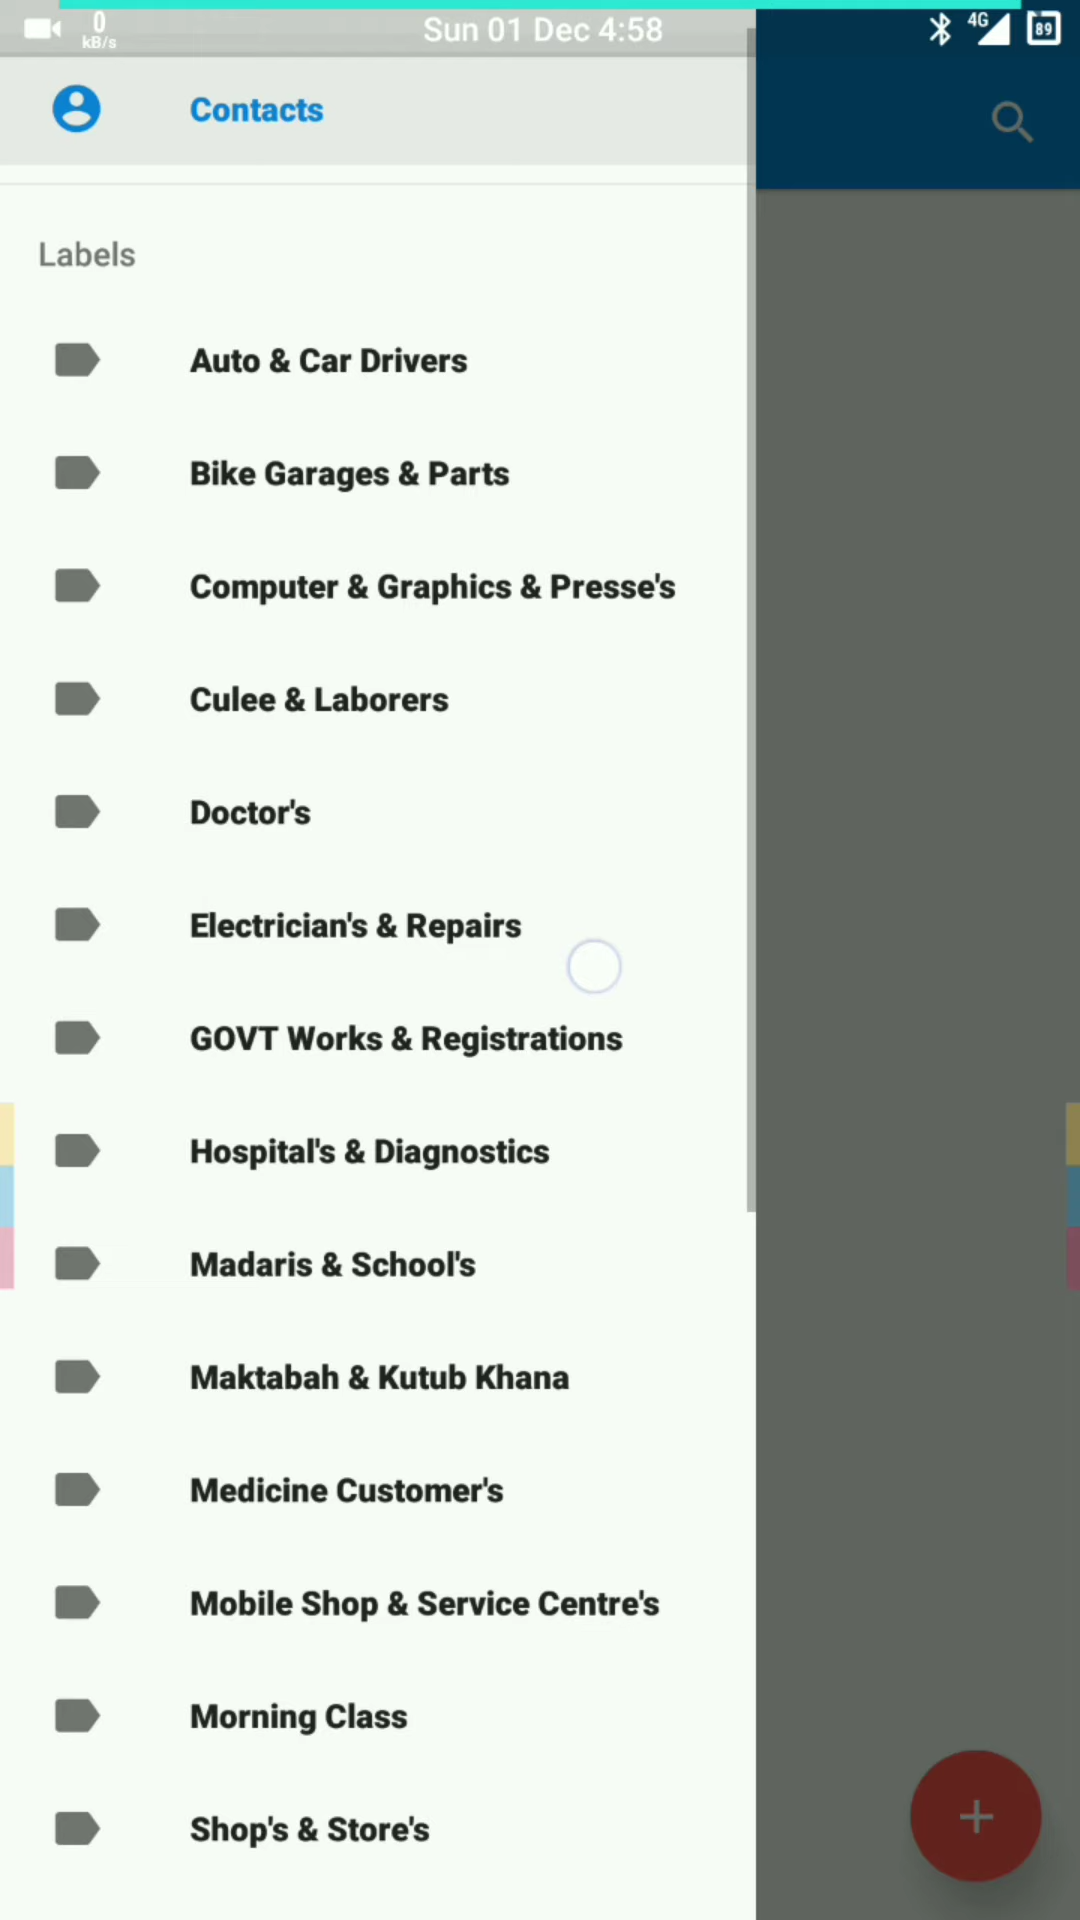 0
kB/s
Sun 01 Dec 4:58
4G
89
Contacts
Labels
Auto & Car Drivers
Bike Garages & Parts
Computer & Graphics & Presse's
Culee & Laborers
Doctor's
Electrician's & Repairs
GOVT Works & Registrations
Hospital's & Diagnostics
Madaris & School's
Maktabah & Kutub Khana
Medicine Customer's
Mobile Shop & Service Centre's
Morning Class
Shop's & Store's